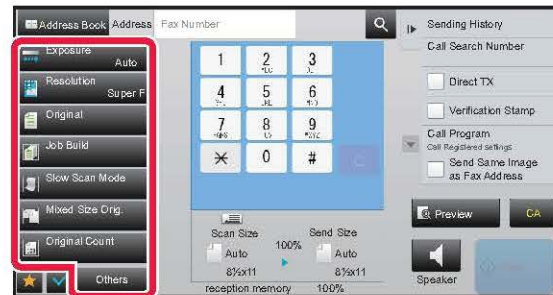 Address Book Address Fax Number
Exposure
Auto
Resolution
Super F
Original
Job Build
Slow Scan Mode
Mixed Size Orig.
Original Count
Others
1 2 3
4 5 6
7 8 9
0 #
Scan Size
Auto
8½x11
100%
Send Size
Auto
8½x11
reception memory 100%
Sending History
Call Search Number
Direct TX
Verification Stamp
Call Program
Call Registered settings
Send Same Image
as Fax Address
Preview
CA
Speaker